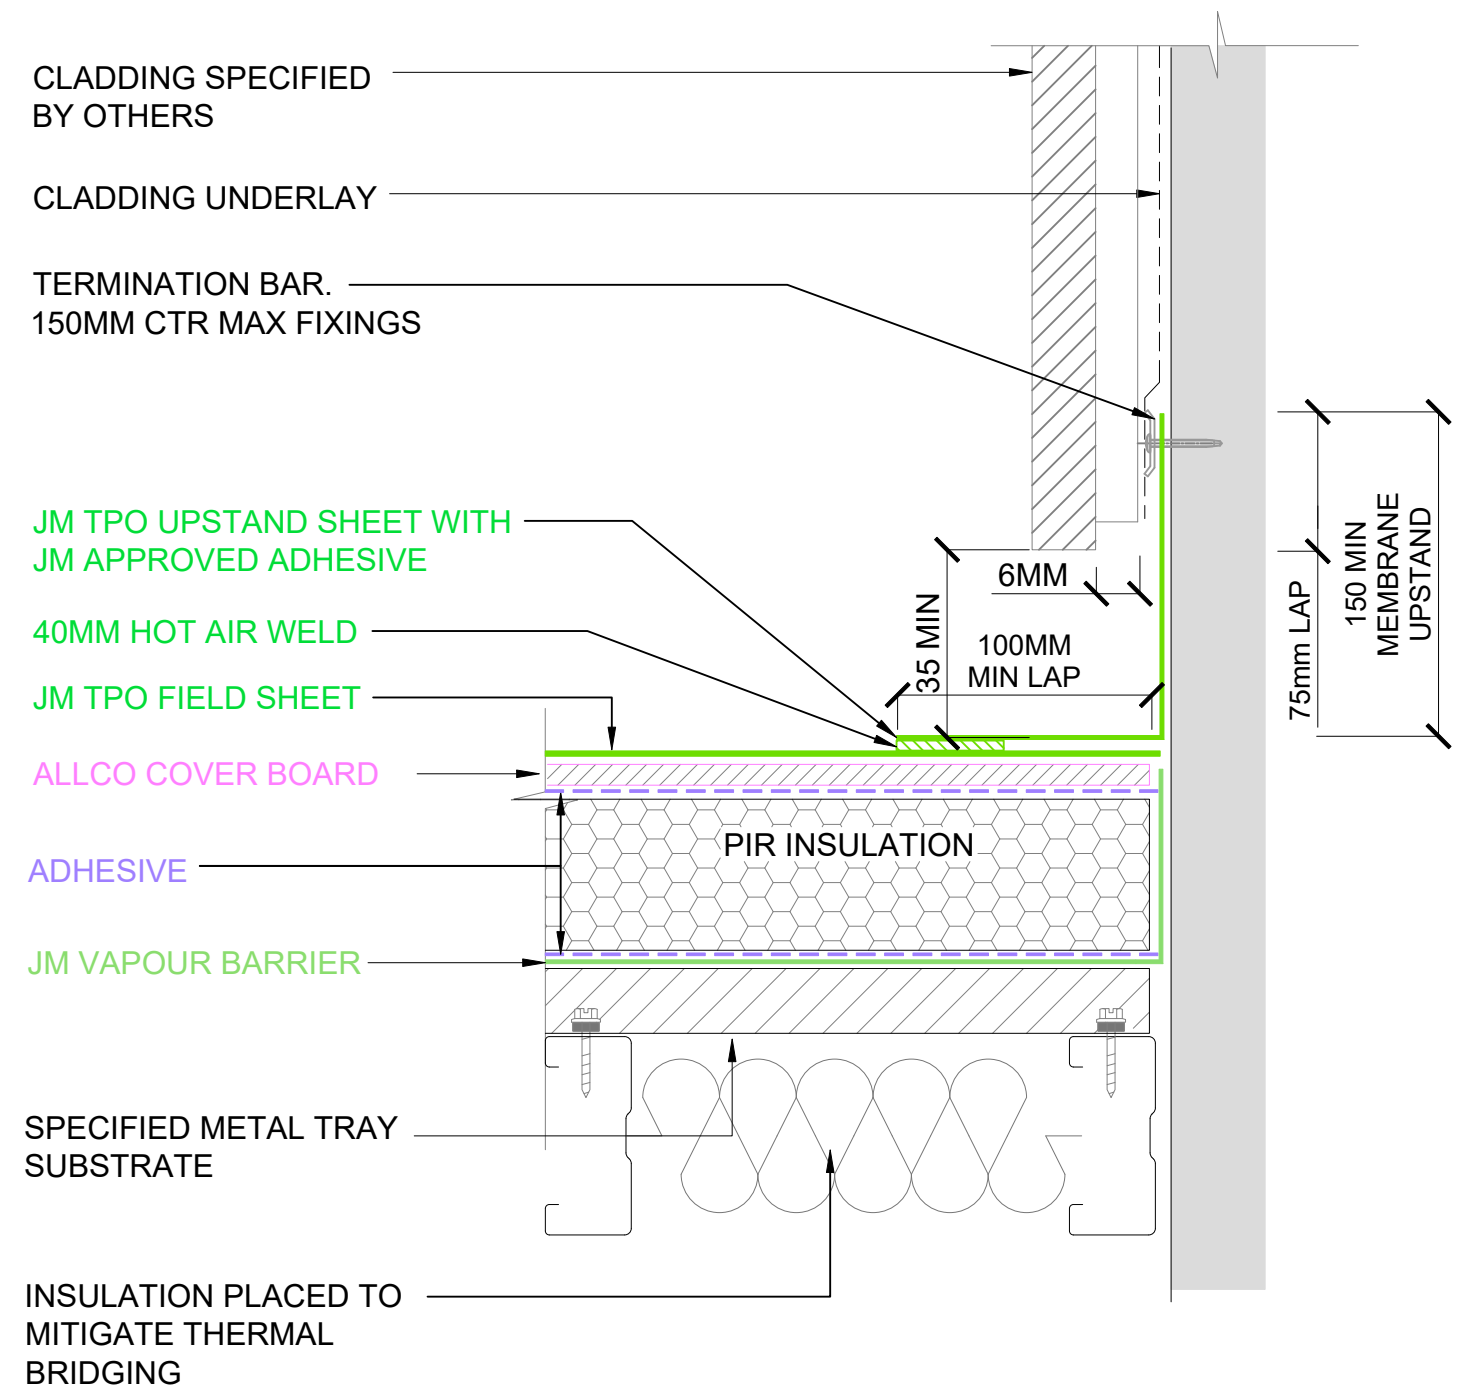 CLADDING SPECIFIED
BY OTHERS
CLADDING UNDERLAY
TERMINATION BAR.
150MM CTR MAX FIXINGS
JM TPO UPSTAND SHEET WITH
JM APPROVED ADHESIVE
40MM HOT AIR WELD
JM TPO FIELD SHEET
ALLCO COVER BOARD
ADHESIVE
JM VAPOUR BARRIER
SPECIFIED METAL TRAY
SUBSTRATE
INSULATION PLACED TO
MITIGATE THERMAL
BRIDGING
PIR INSULATION
35 MIN
6MM
100MM
MIN LAP
75mm LAP
150 MIN
MEMBRANE
UPSTAND